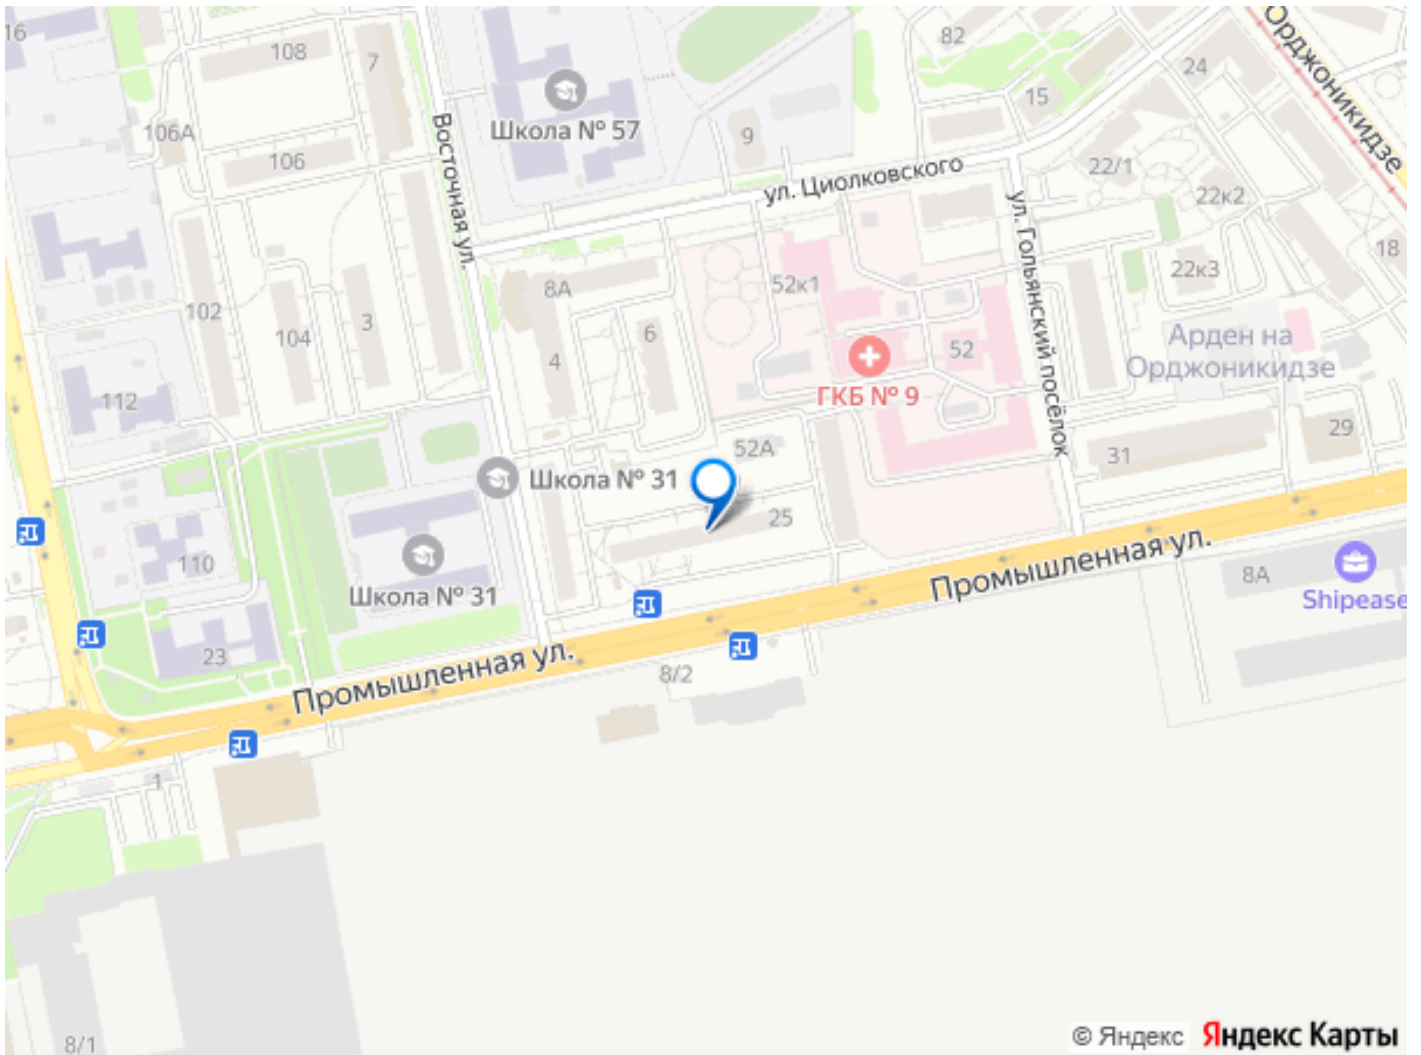 16
108
7
82
24
Орджоникидзе
15
106А
Школа № 57
9
106
Восточная ул.
ул. Циолковского
22/1
22к2
ул. Гольянский посёлок
18
22к3
52к1
8А
102
104
3
6
4
52
Арден на
Орджоникидзе
112
ГКБ № 9
52А
31
29
Школа № 31
25
110
Школа № 31
Промышленная ул.
8А
Shipease
23
Промышленная ул.
8/2
1
8/1
© Яндекс Яндекс Карты